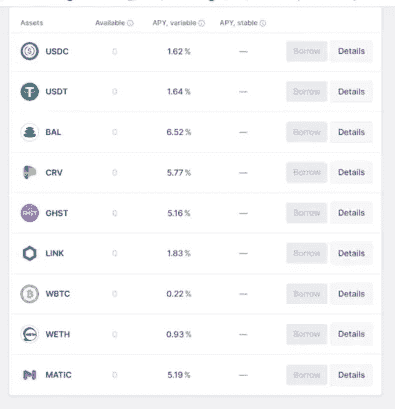 Assets Available APY, variable APY, stable
USDC 0 1.62 % — Borrow Details
USDT 0 1.64 % — Borrow Details
BAL 0 6.52 % — Borrow Details
CRV 0 5.77 % — Borrow Details
GHST 0 5.16 % — Borrow Details
LINK 0 1.83 % — Borrow Details
WBTC 0 0.22 % — Borrow Details
WETH 0 0.93 % — Borrow Details
MATIC 0 5.19 % — Borrow Details